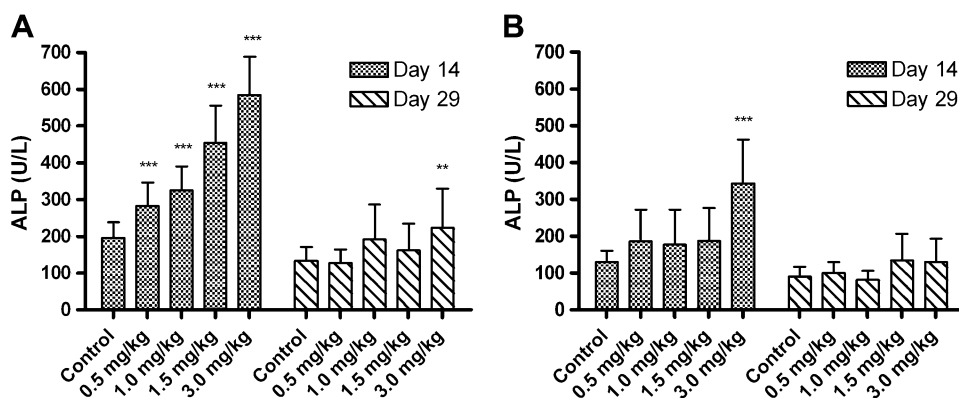 A
ALP (U/L)
700
600
500
400
300
200
100
0
***
***
***
***
**
Day 14
Day 29
Control
0.5 mg/kg
1.0 mg/kg
1.5 mg/kg
3.0 mg/kg
Control
0.5 mg/kg
1.0 mg/kg
1.5 mg/kg
3.0 mg/kg
B
ALP (U/L)
700
600
500
400
300
200
100
0
***
Day 14
Day 29
Control
0.5 mg/kg
1.0 mg/kg
1.5 mg/kg
3.0 mg/kg
Control
0.5 mg/kg
1.0 mg/kg
1.5 mg/kg
3.0 mg/kg